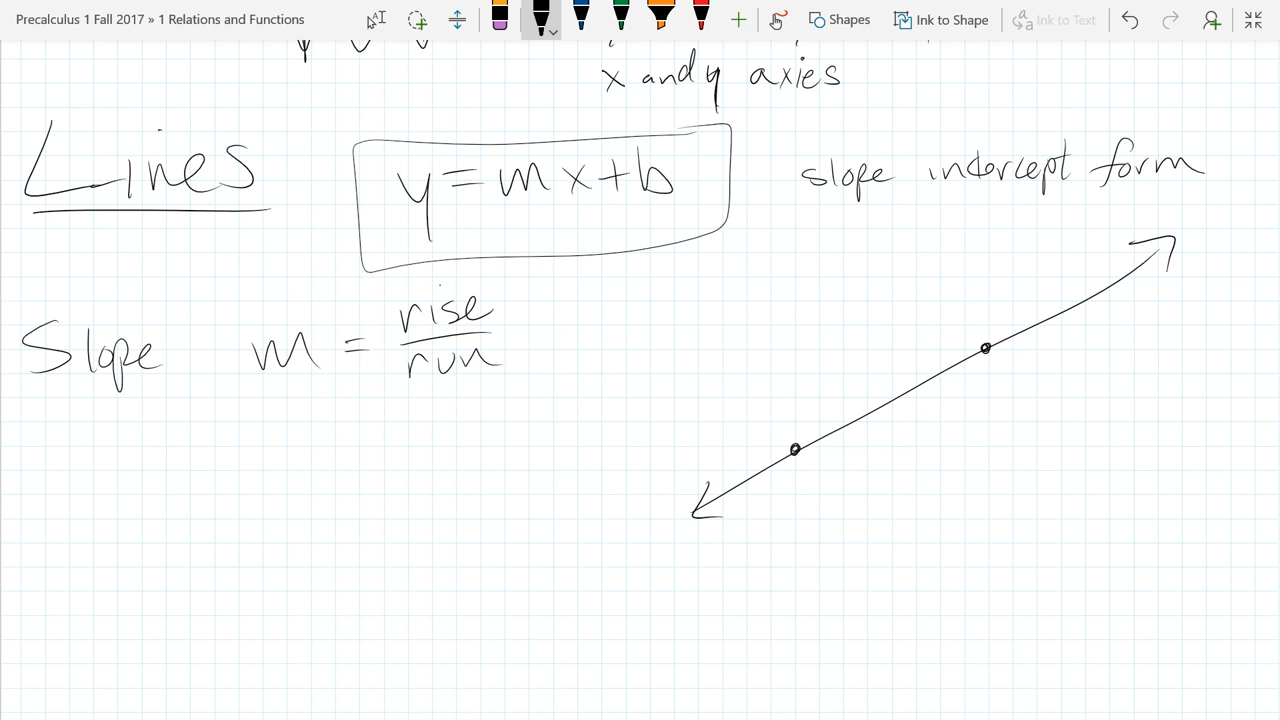 Precalculus 1 Fall 2017 » 1 Relations and Functions
Shapes
Ink to Shape
Ink to Text
x and y axies
Lines
y = mx + b
slope intercept form
Slope m = rise
run